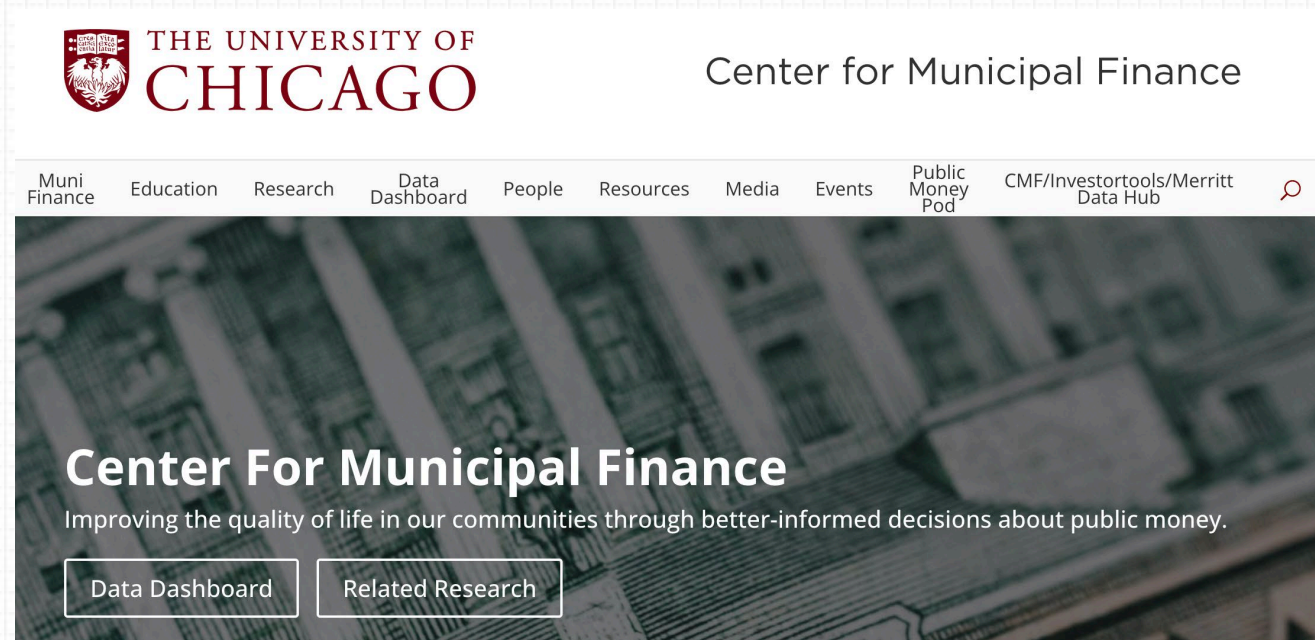 THE UNIVERSITY OF
CHICAGO
Center for Municipal Finance
Muni
Finance
Education
Research
Data
Dashboard
People
Resources
Media
Events
Public
Money
Pod
CMF/Investortools/Merritt
Data Hub
Center For Municipal Finance
Improving the quality of life in our communities through better-informed decisions about public money.
Data Dashboard
Related Research